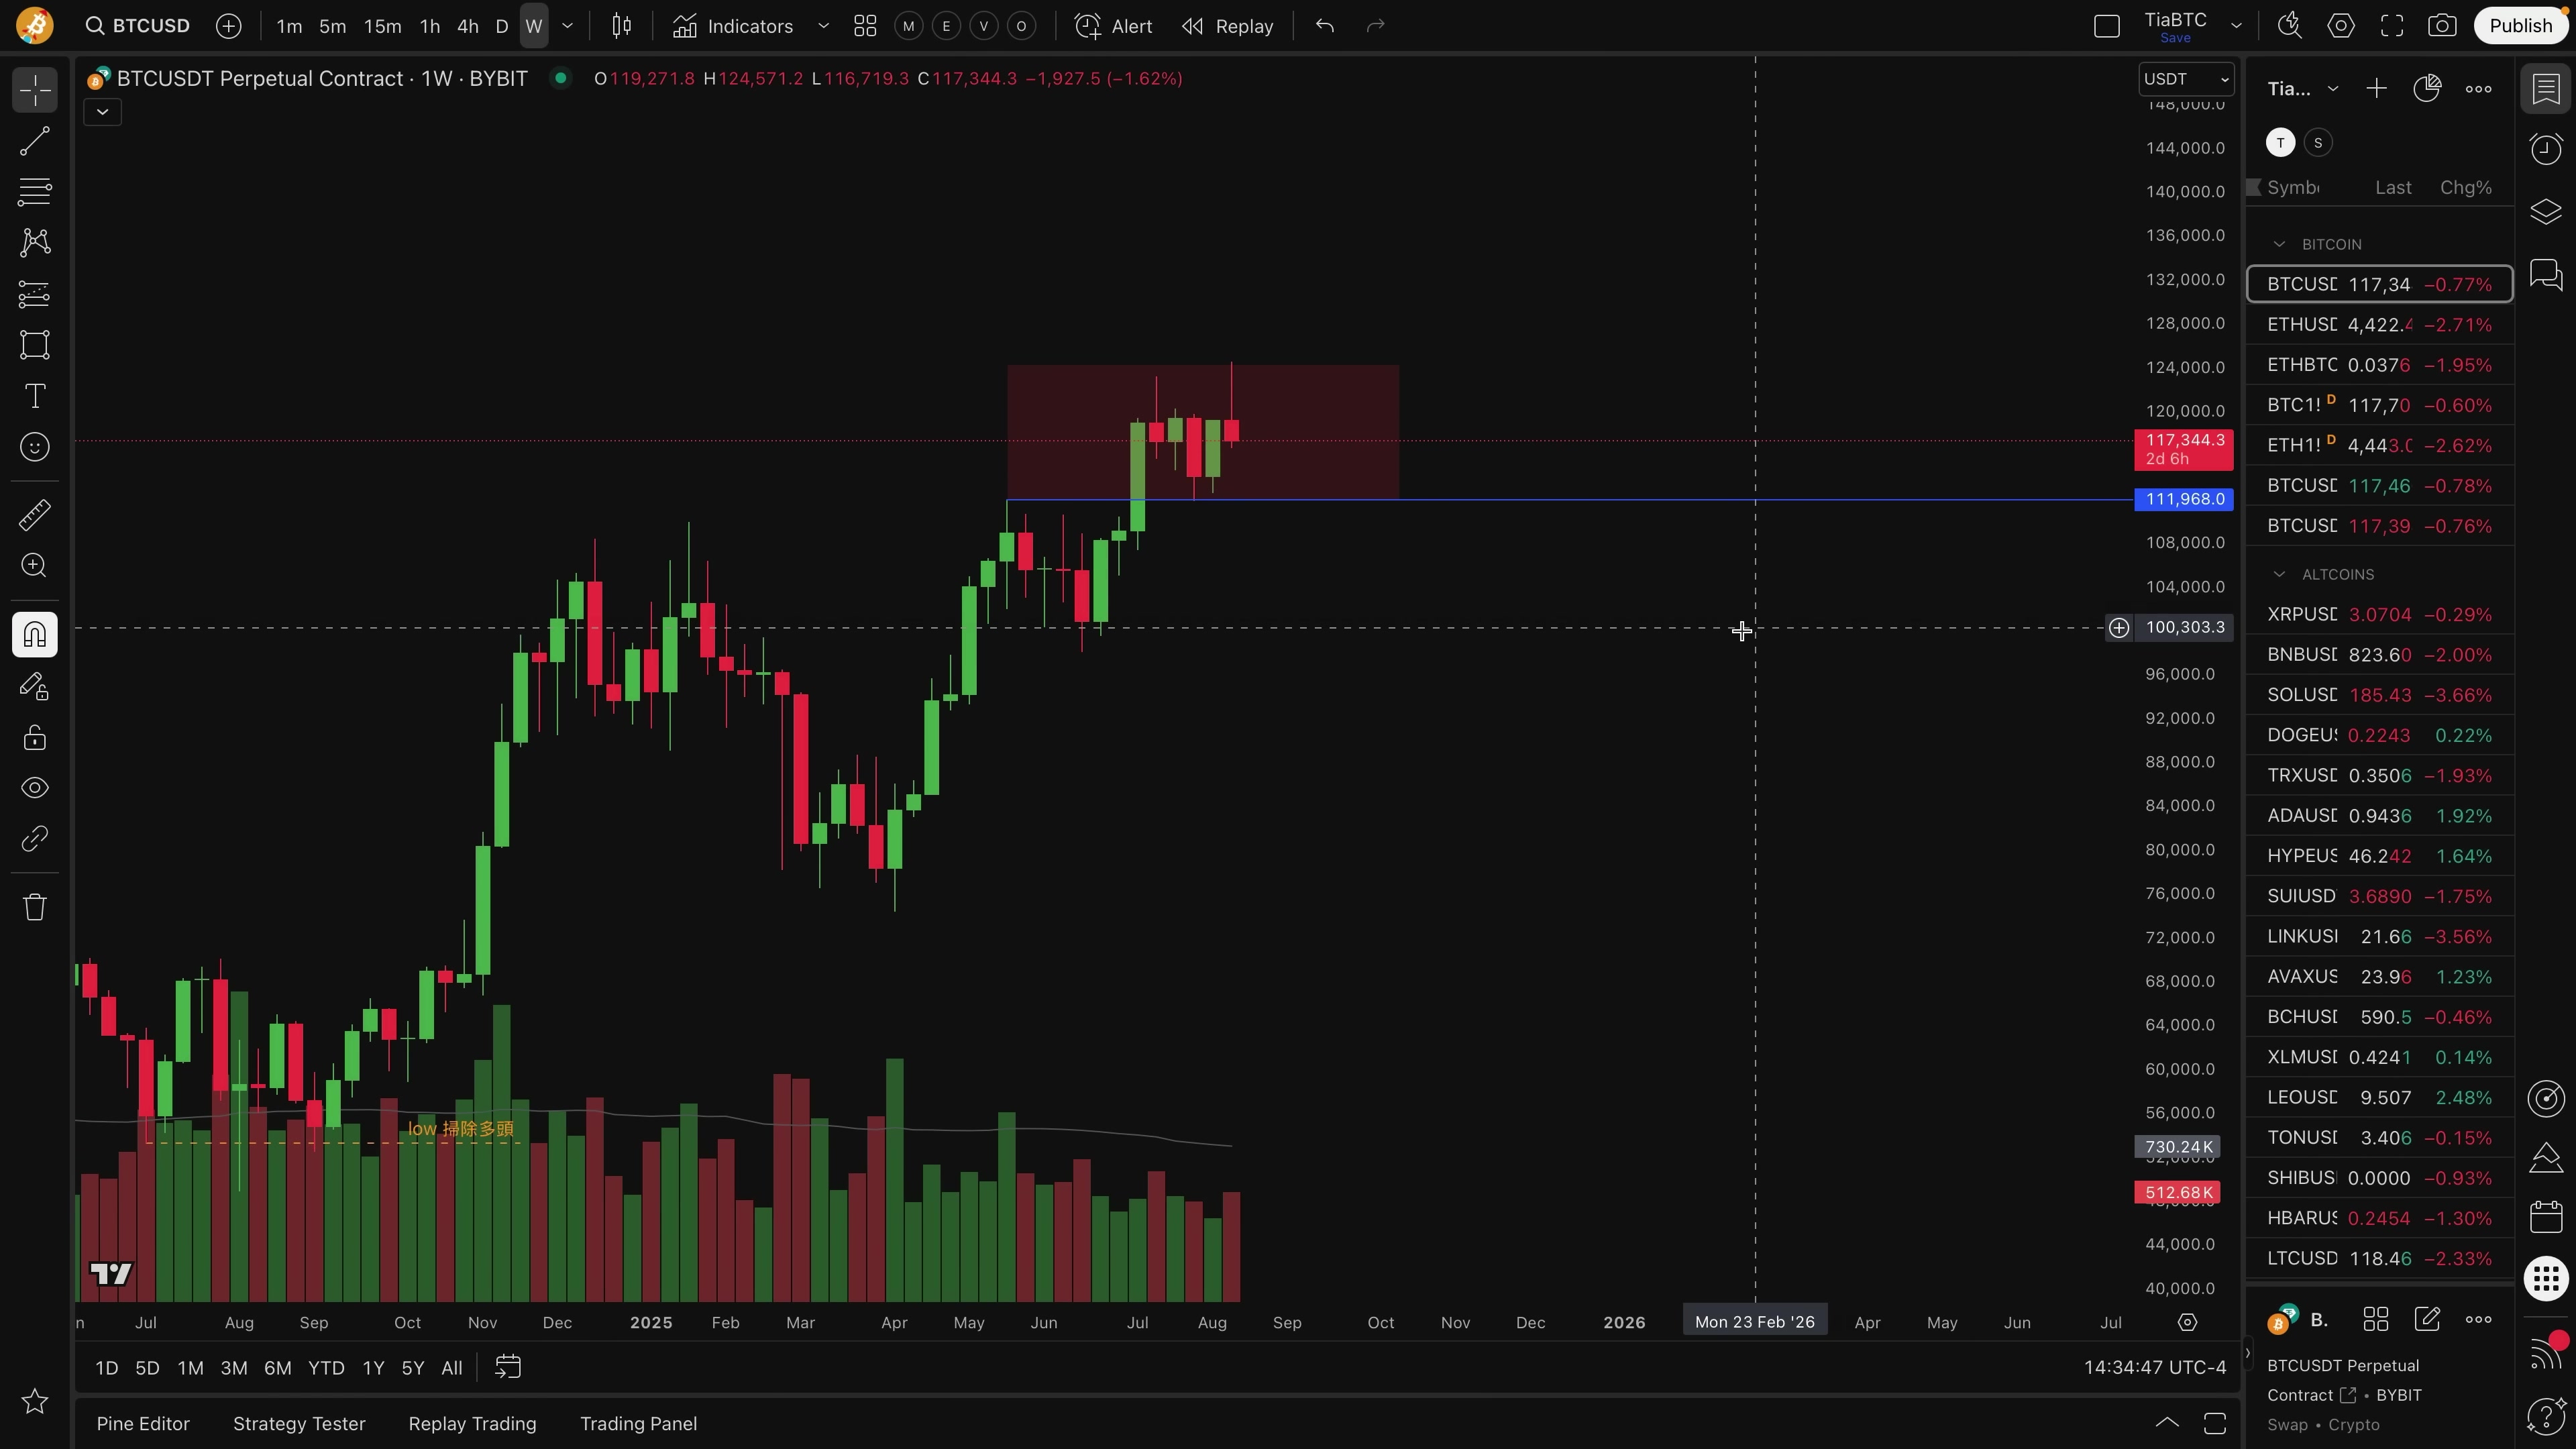 BTCUSD 1m 5m 15m 1h 4h D W Indicators M E V O Alert Replay TiaBTC Save Publish
BTCUSDT Perpetual Contract · 1W · BYBIT O119,271.8 H124,571.2 L116,719.3 C117,344.3 −1,927.5 (−1.62%)
USDT
148,000.0
144,000.0
140,000.0
136,000.0
132,000.0
128,000.0
124,000.0
120,000.0
117,344.3
2d 6h
111,968.0
108,000.0
104,000.0
100,303.3
96,000.0
92,000.0
88,000.0
84,000.0
80,000.0
76,000.0
72,000.0
68,000.0
64,000.0
60,000.0
56,000.0
730.24K
512.68K
44,000.0
40,000.0
low 掃除多頭
Jul Aug Sep Oct Nov Dec 2025 Feb Mar Apr May Jun Jul Aug Sep Oct Nov Dec 2026 Mon 23 Feb '26 Apr May Jun Jul
1D 5D 1M 3M 6M YTD 1Y 5Y All 14:34:47 UTC-4
Pine Editor Strategy Tester Replay Trading Trading Panel
Tia...
T S
Symb Last Chg%
BITCOIN
BTCUSD 117,34 −0.77%
ETHUSD 4,422.4 −2.71%
ETHBTC 0.0376 −1.95%
BTC1! D 117,70 −0.60%
ETH1! D 4,443.0 −2.62%
BTCUSD 117,46 −0.78%
BTCUSD 117,39 −0.76%
ALTCOINS
XRPUSD 3.0704 −0.29%
BNBUSD 823.60 −2.00%
SOLUSD 185.43 −3.66%
DOGEUS 0.2243 0.22%
TRXUSD 0.3506 −1.93%
ADAUSD 0.9436 1.92%
HYPEUS 46.242 1.64%
SUIUSD 3.6890 −1.75%
LINKUS 21.66 −3.56%
AVAXUS 23.96 1.23%
BCHUSD 590.5 −0.46%
XLMUSD 0.4241 0.14%
LEOUSD 9.507 2.48%
TONUSD 3.406 −0.15%
SHIBUS 0.0000 −0.93%
HBARUS 0.2454 −1.30%
LTCUSD 118.46 −2.33%
B.
BTCUSDT Perpetual
Contract • BYBIT
Swap • Crypto